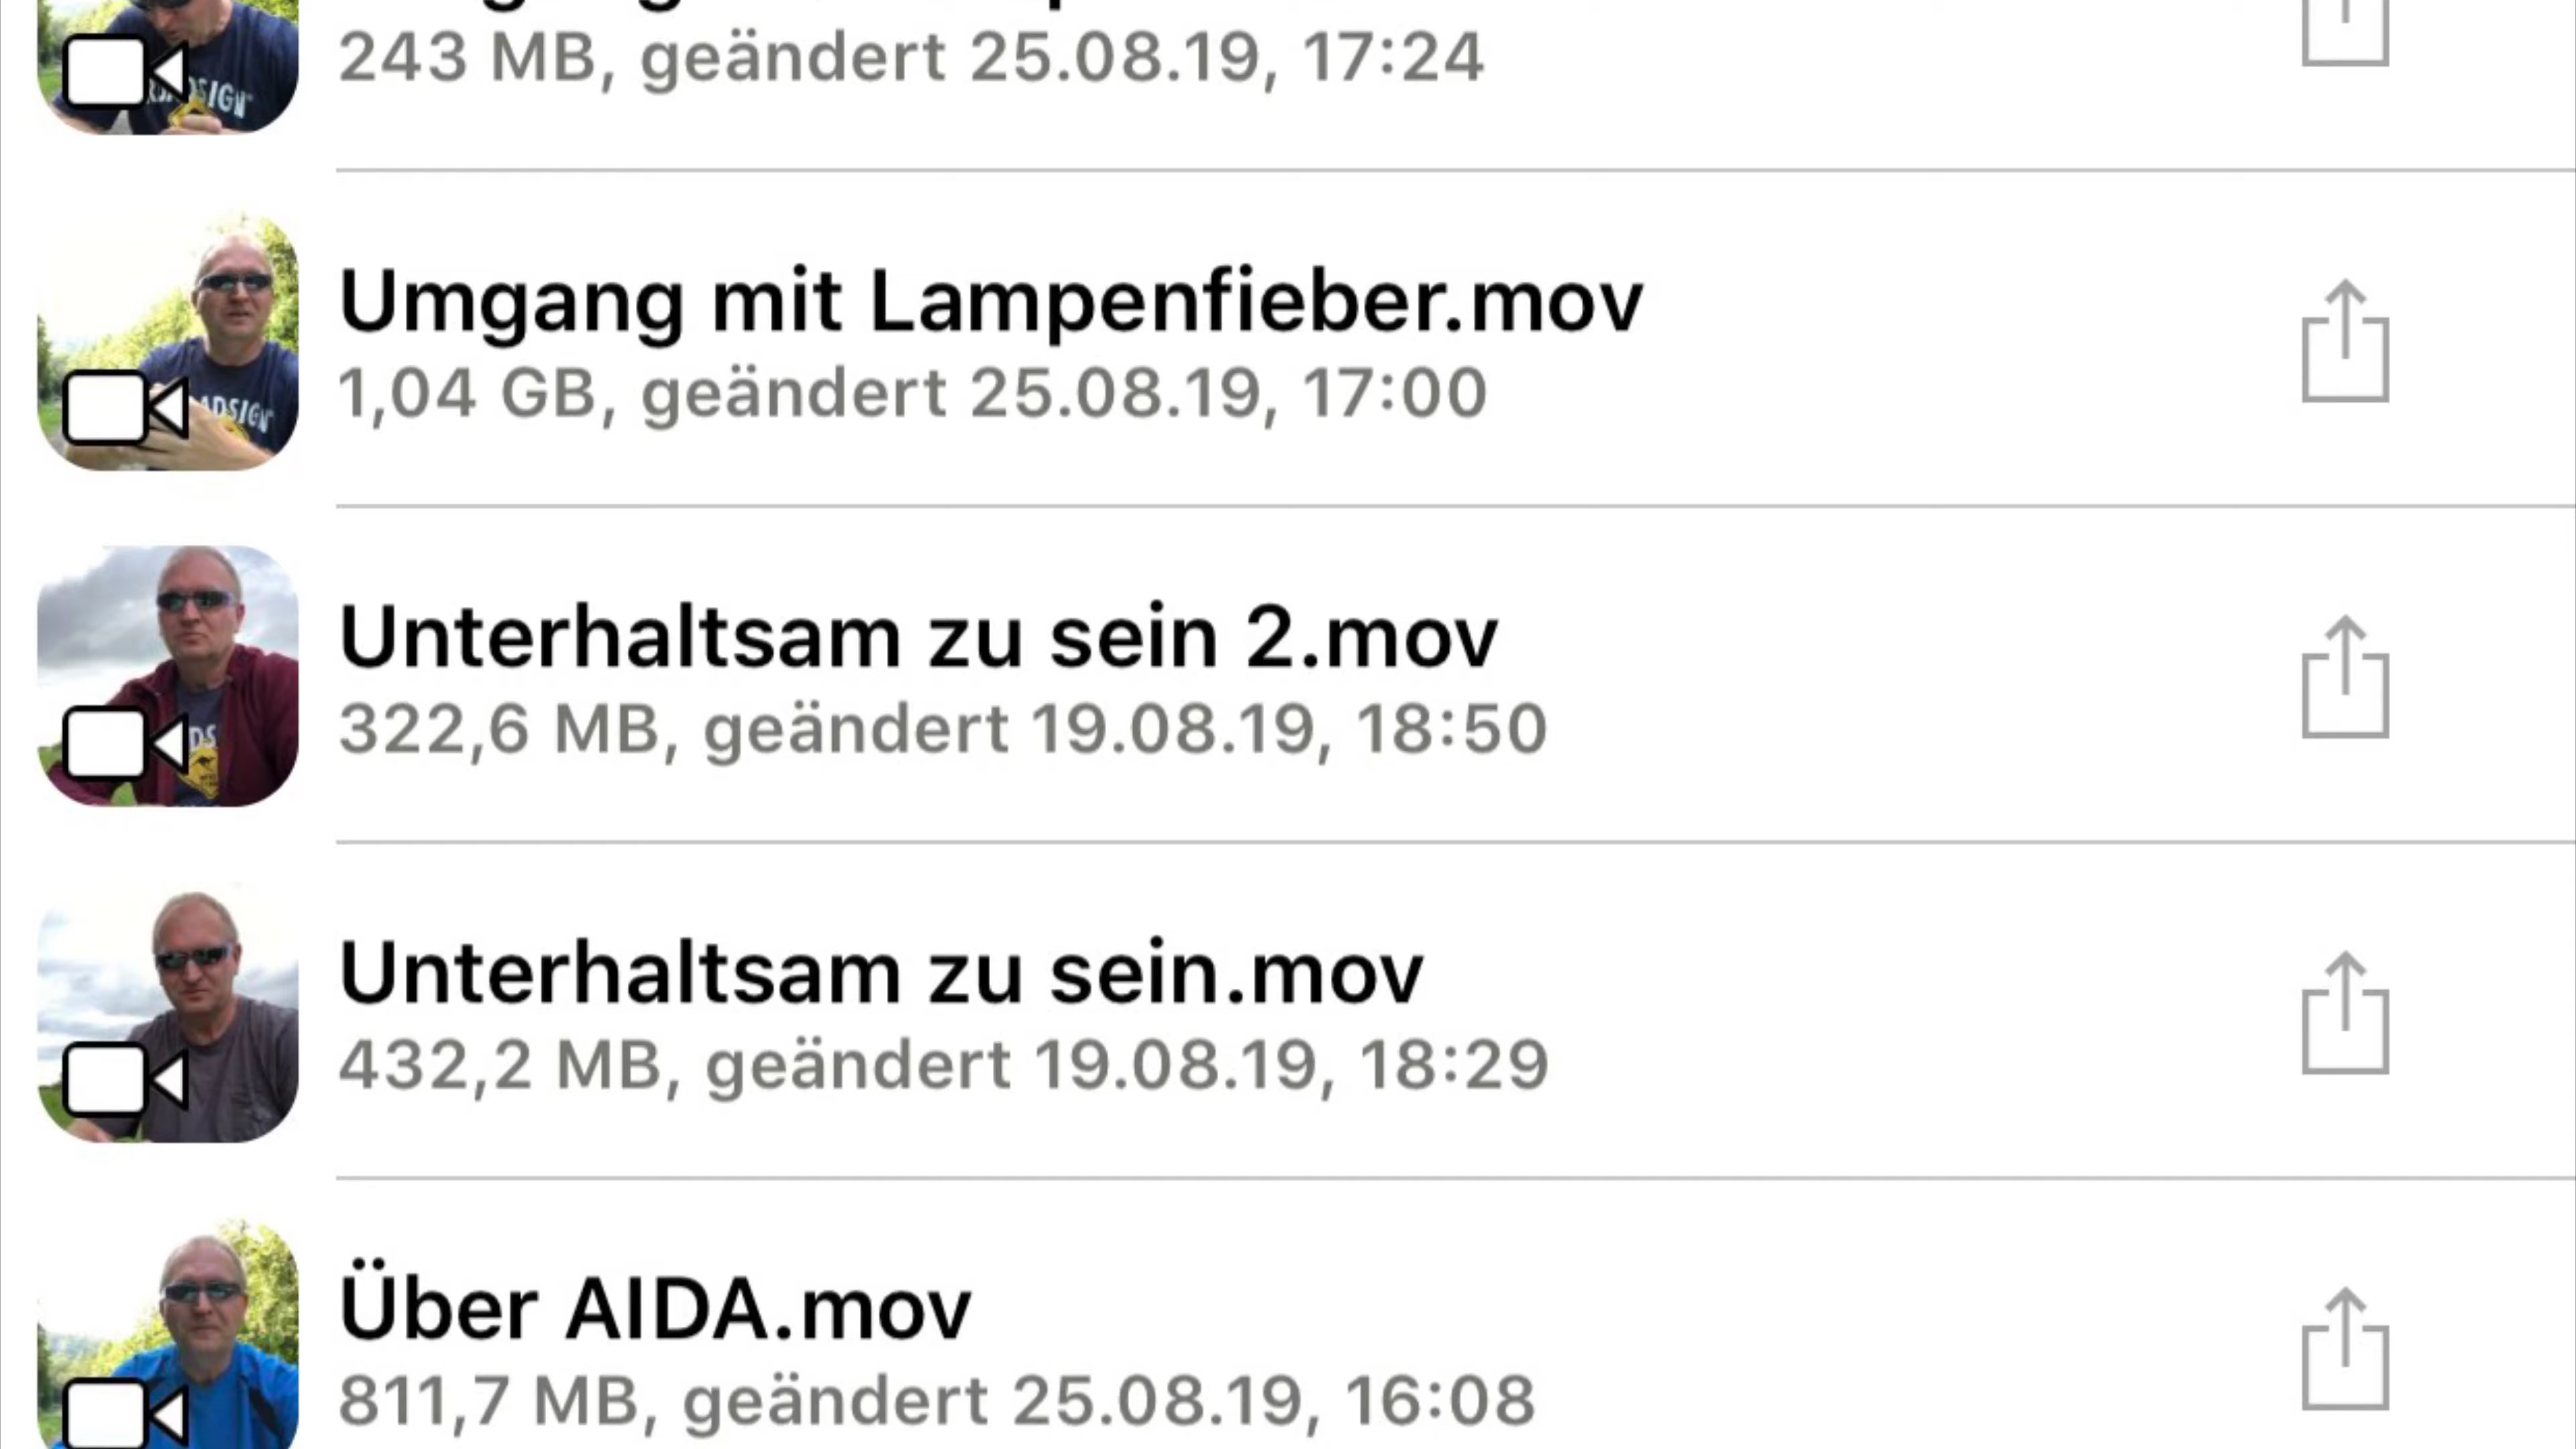 243 MB, geändert 25.08.19, 17:24
Umgang mit Lampenfieber.mov
1,04 GB, geändert 25.08.19, 17:00
Unterhaltsam zu sein 2.mov
322,6 MB, geändert 19.08.19, 18:50
Unterhaltsam zu sein.mov
432,2 MB, geändert 19.08.19, 18:29
Über AIDA.mov
811,7 MB, geändert 25.08.19, 16:08